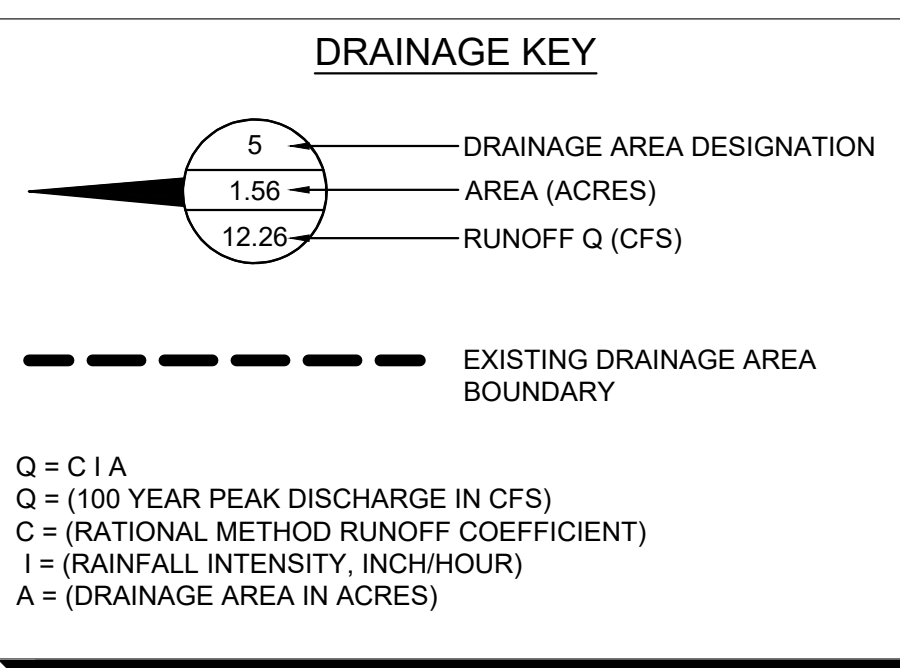 DRAINAGE KEY
5
DRAINAGE AREA DESIGNATION
1.56
AREA (ACRES)
12.26
RUNOFF Q (CFS)
EXISTING DRAINAGE AREA
BOUNDARY
Q = C I A
Q = (100 YEAR PEAK DISCHARGE IN CFS)
C = (RATIONAL METHOD RUNOFF COEFFICIENT)
I = (RAINFALL INTENSITY, INCH/HOUR)
A = (DRAINAGE AREA IN ACRES)